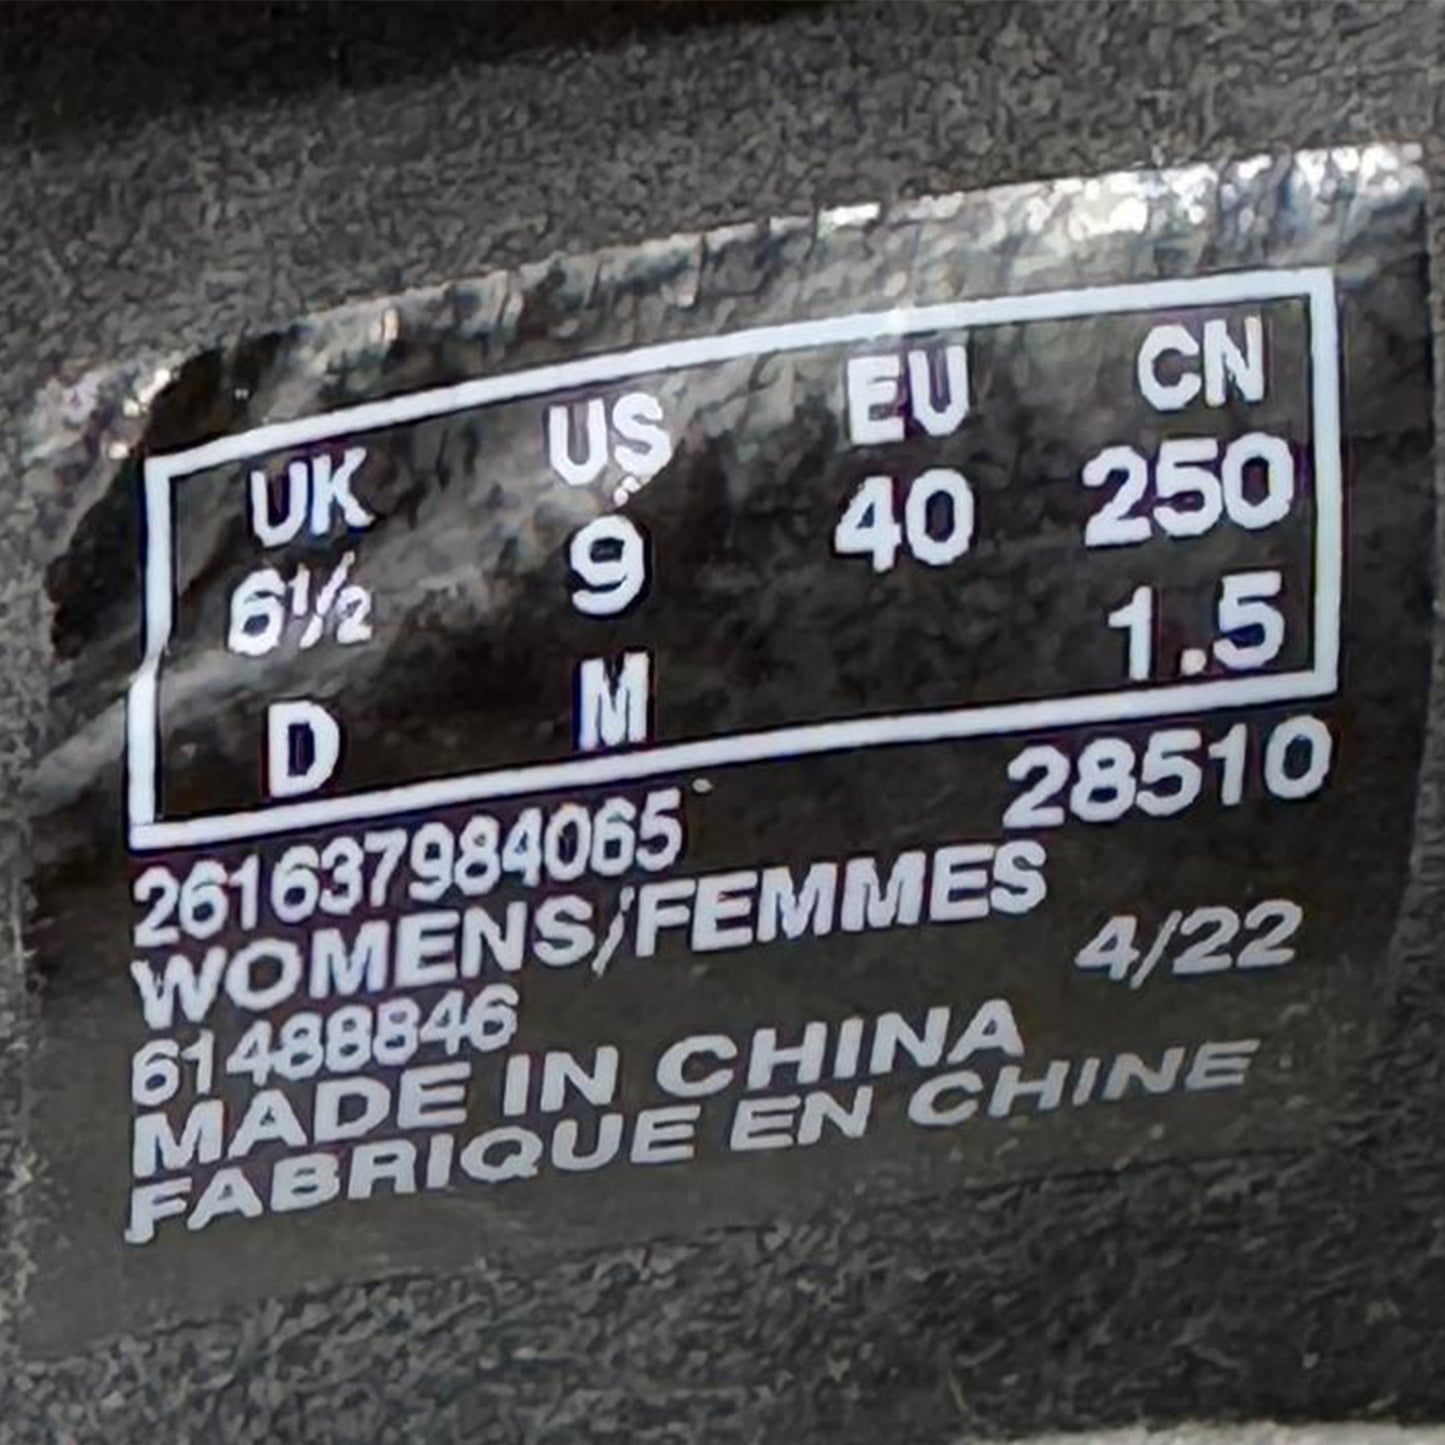 UK US EU CN
6½ 9 40 250
D M 1.5
261637984065 28510
WOMENS/FEMMES
61488846 4/22
MADE IN CHINA
FABRIQUE EN CHINE